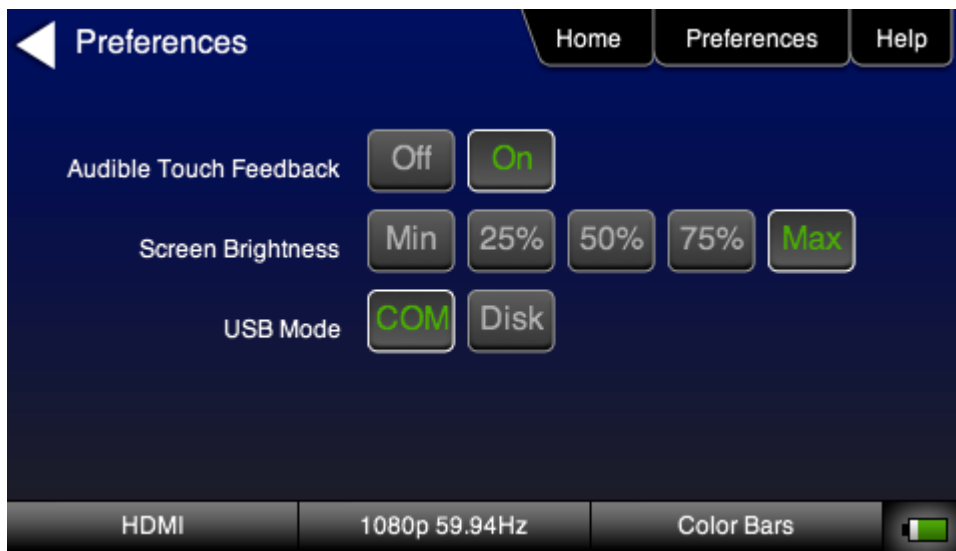 Preferences Home Preferences Help
Audible Touch Feedback Off On
Screen Brightness Min 25% 50% 75% Max
USB Mode COM Disk
HDMI 1080p 59.94Hz Color Bars